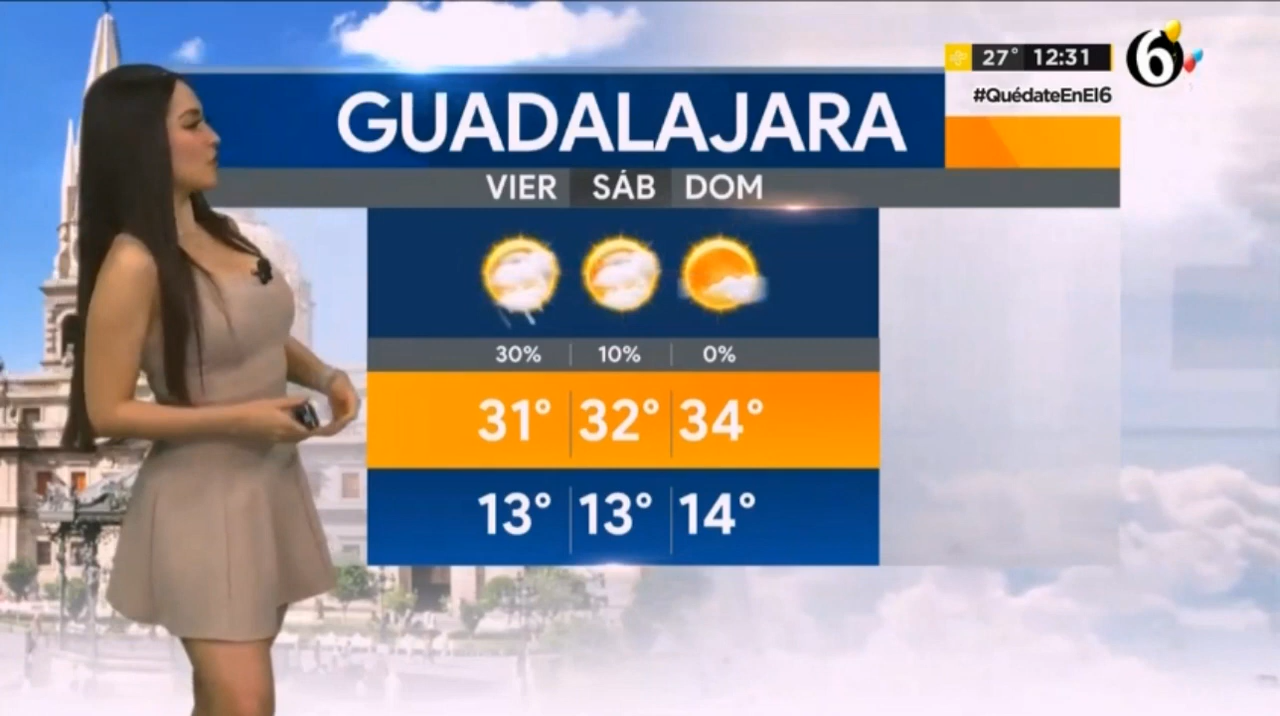 27° 12:31
6
#QuédateEnEl6
GUADALAJARA
VIER SÁB DOM
30% 10% 0%
31° 32° 34°
13° 13° 14°